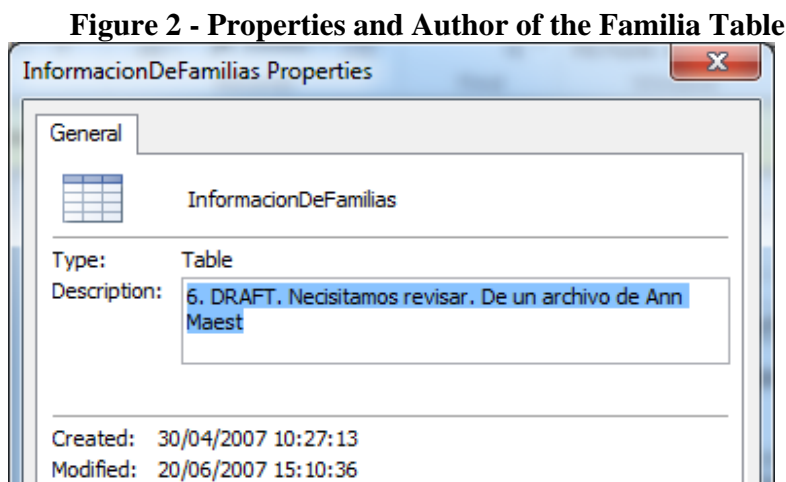 Figure 2 - Properties and Author of the Familia Table
InformacionDeFamilias Properties
General
InformacionDeFamilias
Type: Table
Description: 6. DRAFT. Necisitamos revisar. De un archivo de Ann
Maest
Created: 30/04/2007 10:27:13
Modified: 20/06/2007 15:10:36